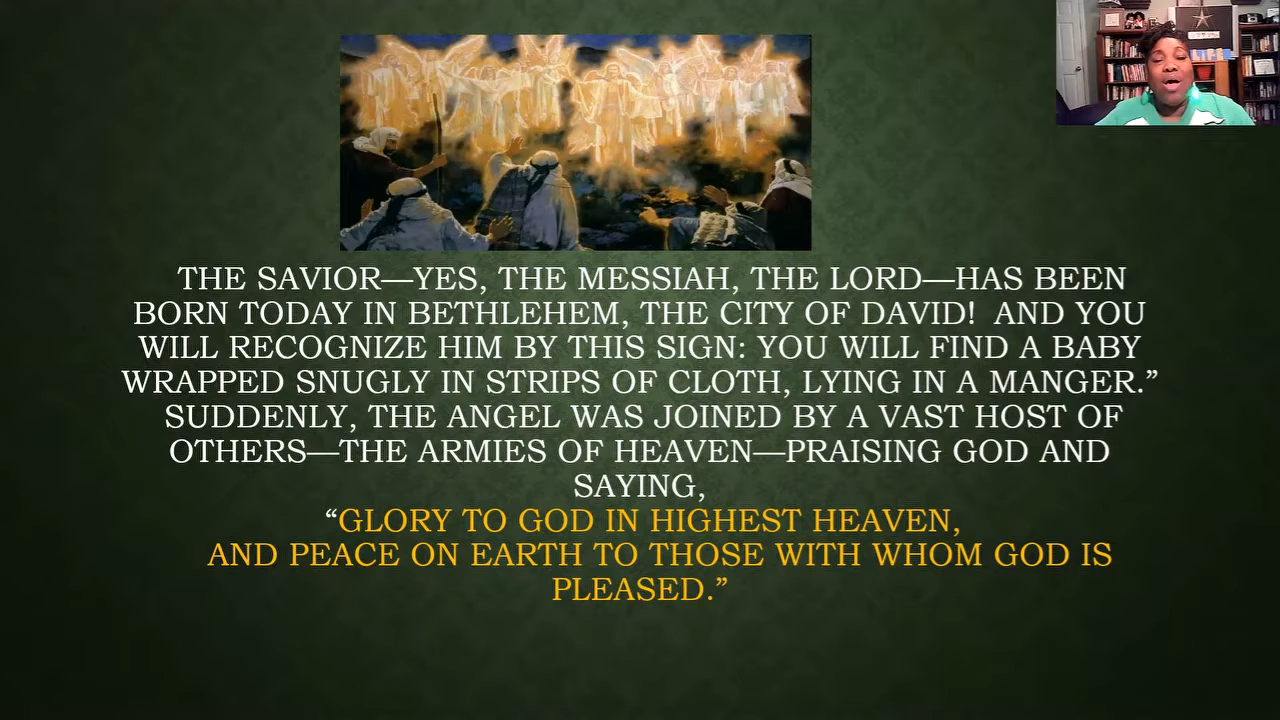 THE SAVIOR—YES, THE MESSIAH, THE LORD—HAS BEEN
BORN TODAY IN BETHLEHEM, THE CITY OF DAVID!  AND YOU
WILL RECOGNIZE HIM BY THIS SIGN: YOU WILL FIND A BABY
WRAPPED SNUGLY IN STRIPS OF CLOTH, LYING IN A MANGER.”
SUDDENLY, THE ANGEL WAS JOINED BY A VAST HOST OF
OTHERS—THE ARMIES OF HEAVEN—PRAISING GOD AND
SAYING,
“GLORY TO GOD IN HIGHEST HEAVEN,
AND PEACE ON EARTH TO THOSE WITH WHOM GOD IS
PLEASED.”